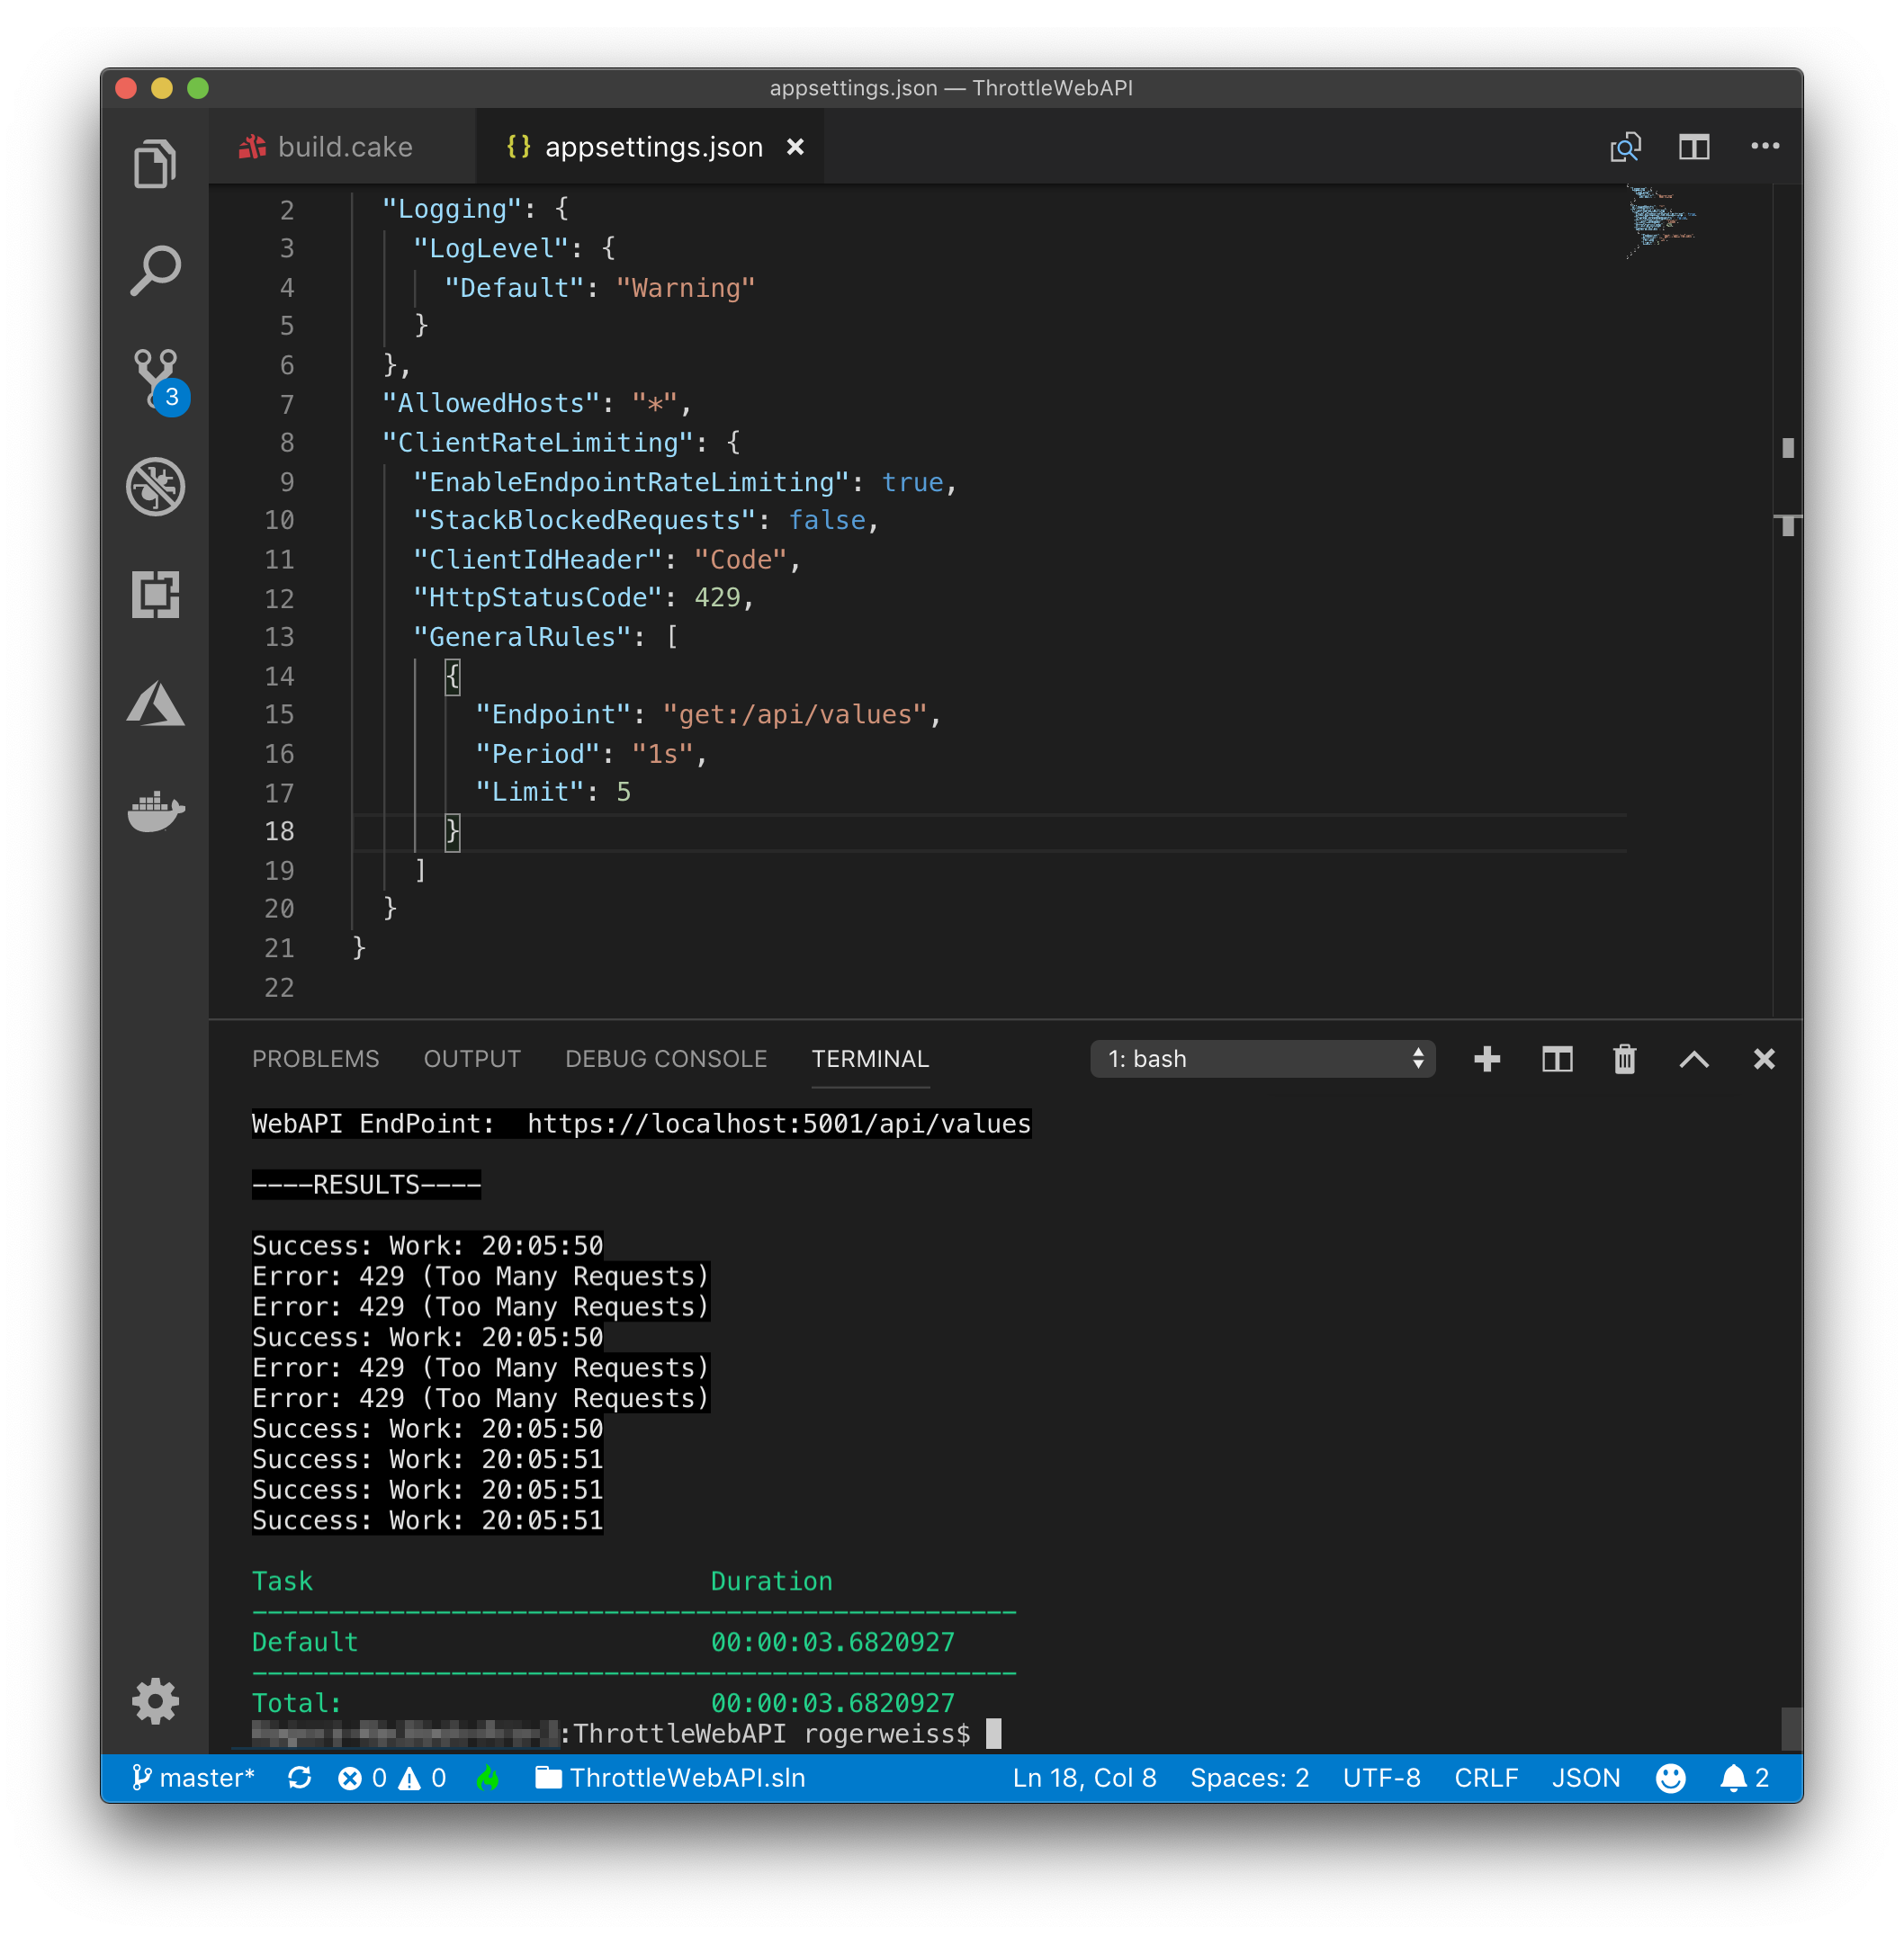 appsettings.json — ThrottleWebAPI
build.cake
{} appsettings.json ×
2 "Logging": {
3 "LogLevel": {
4 "Default": "Warning"
5 }
6 },
7 "AllowedHosts": "*",
8 "ClientRateLimiting": {
9 "EnableEndpointRateLimiting": true,
10 "StackBlockedRequests": false,
11 "ClientIdHeader": "Code",
12 "HttpStatusCode": 429,
13 "GeneralRules": [
14 {
15 "Endpoint": "get:/api/values",
16 "Period": "1s",
17 "Limit": 5
18 }
19 ]
20 }
21 }
22
3
PROBLEMS OUTPUT DEBUG CONSOLE TERMINAL 1: bash
WebAPI EndPoint:  https://localhost:5001/api/values
----RESULTS----
Success: Work: 20:05:50
Error: 429 (Too Many Requests)
Error: 429 (Too Many Requests)
Success: Work: 20:05:50
Error: 429 (Too Many Requests)
Error: 429 (Too Many Requests)
Success: Work: 20:05:50
Success: Work: 20:05:51
Success: Work: 20:05:51
Success: Work: 20:05:51
Task Duration
--------------------------------------------------
Default 00:00:03.6820927
--------------------------------------------------
Total: 00:00:03.6820927
:ThrottleWebAPI rogerweiss$
master* 0 0 ThrottleWebAPI.sln Ln 18, Col 8 Spaces: 2 UTF-8 CRLF JSON 2